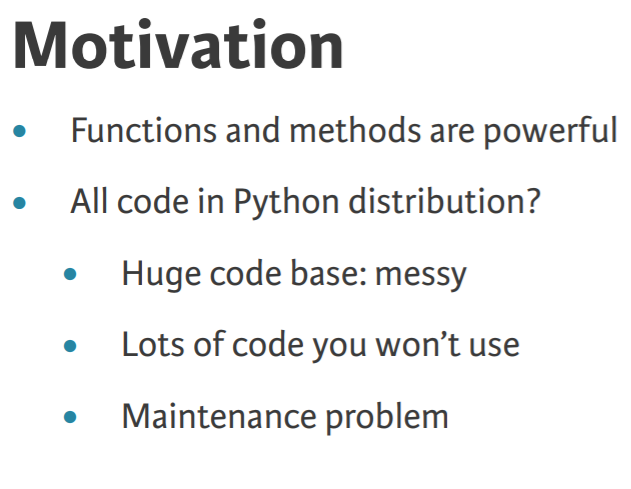 Motivation
• Functions and methods are powerful
• All code in Python distribution?
• Huge code base: messy
• Lots of code you won’t use
• Maintenance problem